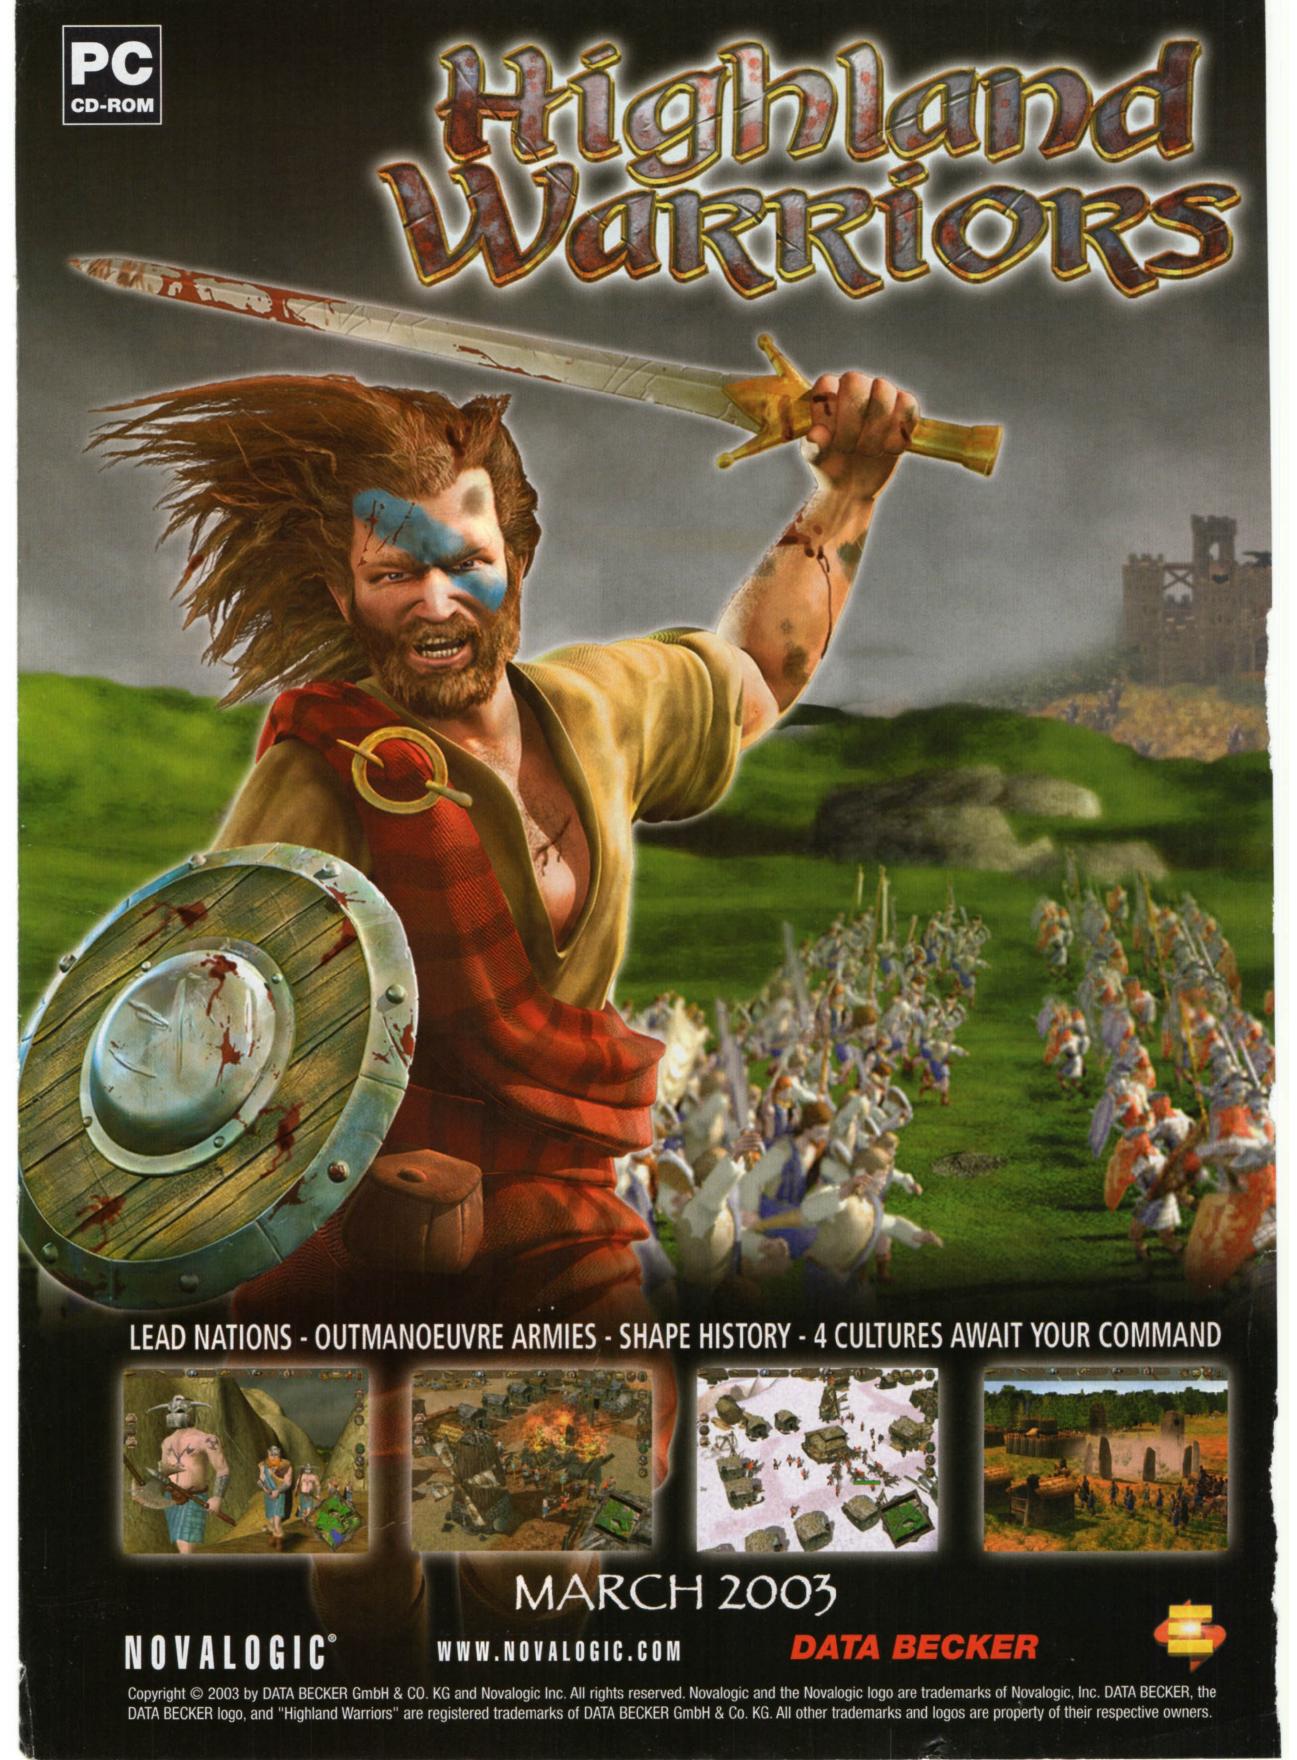 PC
CD-ROM
Highland
Warriors
LEAD NATIONS - OUTMANOEUVRE ARMIES - SHAPE HISTORY - 4 CULTURES AWAIT YOUR COMMAND
MARCH 2003
NOVALOGIC®
WWW.NOVALOGIC.COM
DATA BECKER
Copyright © 2003 by DATA BECKER GmbH & CO. KG and Novalogic Inc. All rights reserved. Novalogic and the Novalogic logo are trademarks of Novalogic, Inc. DATA BECKER, the
DATA BECKER logo, and "Highland Warriors" are registered trademarks of DATA BECKER GmbH & Co. KG. All other trademarks and logos are property of their respective owners.